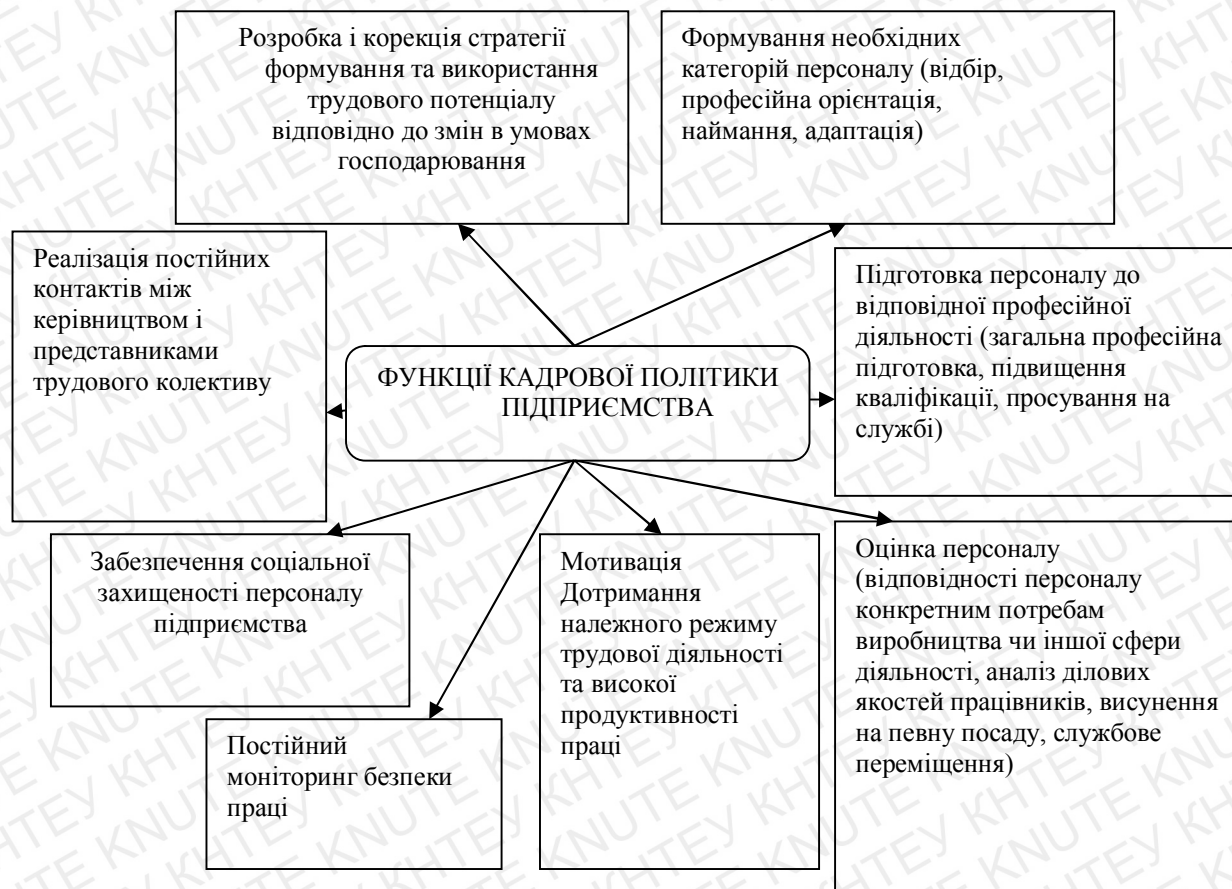 Розробка і корекція стратегії
формування та використання
трудового потенціалу
відповідно до змін в умовах
господарювання
Формування необхідних
категорій персоналу (відбір,
професійна орієнтація,
наймання, адаптація)
Реалізація постійних
контактів між
керівництвом і
представниками
трудового колективу
ФУНКЦІЇ КАДРОВОЇ ПОЛІТИКИ
ПІДПРИЄМСТВА
Підготовка персоналу до
відповідної професійної
діяльності (загальна професійна
підготовка, підвищення
кваліфікації, просування на
службі)
Забезпечення соціальної
захищеності персоналу
підприємства
Постійний
моніторинг безпеки
праці
Мотивація
Дотримання
належного режиму
трудової діяльності
та високої
продуктивності
праці
Оцінка персоналу
(відповідності персоналу
конкретним потребам
виробництва чи іншої сфери
діяльності, аналіз ділових
якостей працівників, висунення
на певну посаду, службове
переміщення)